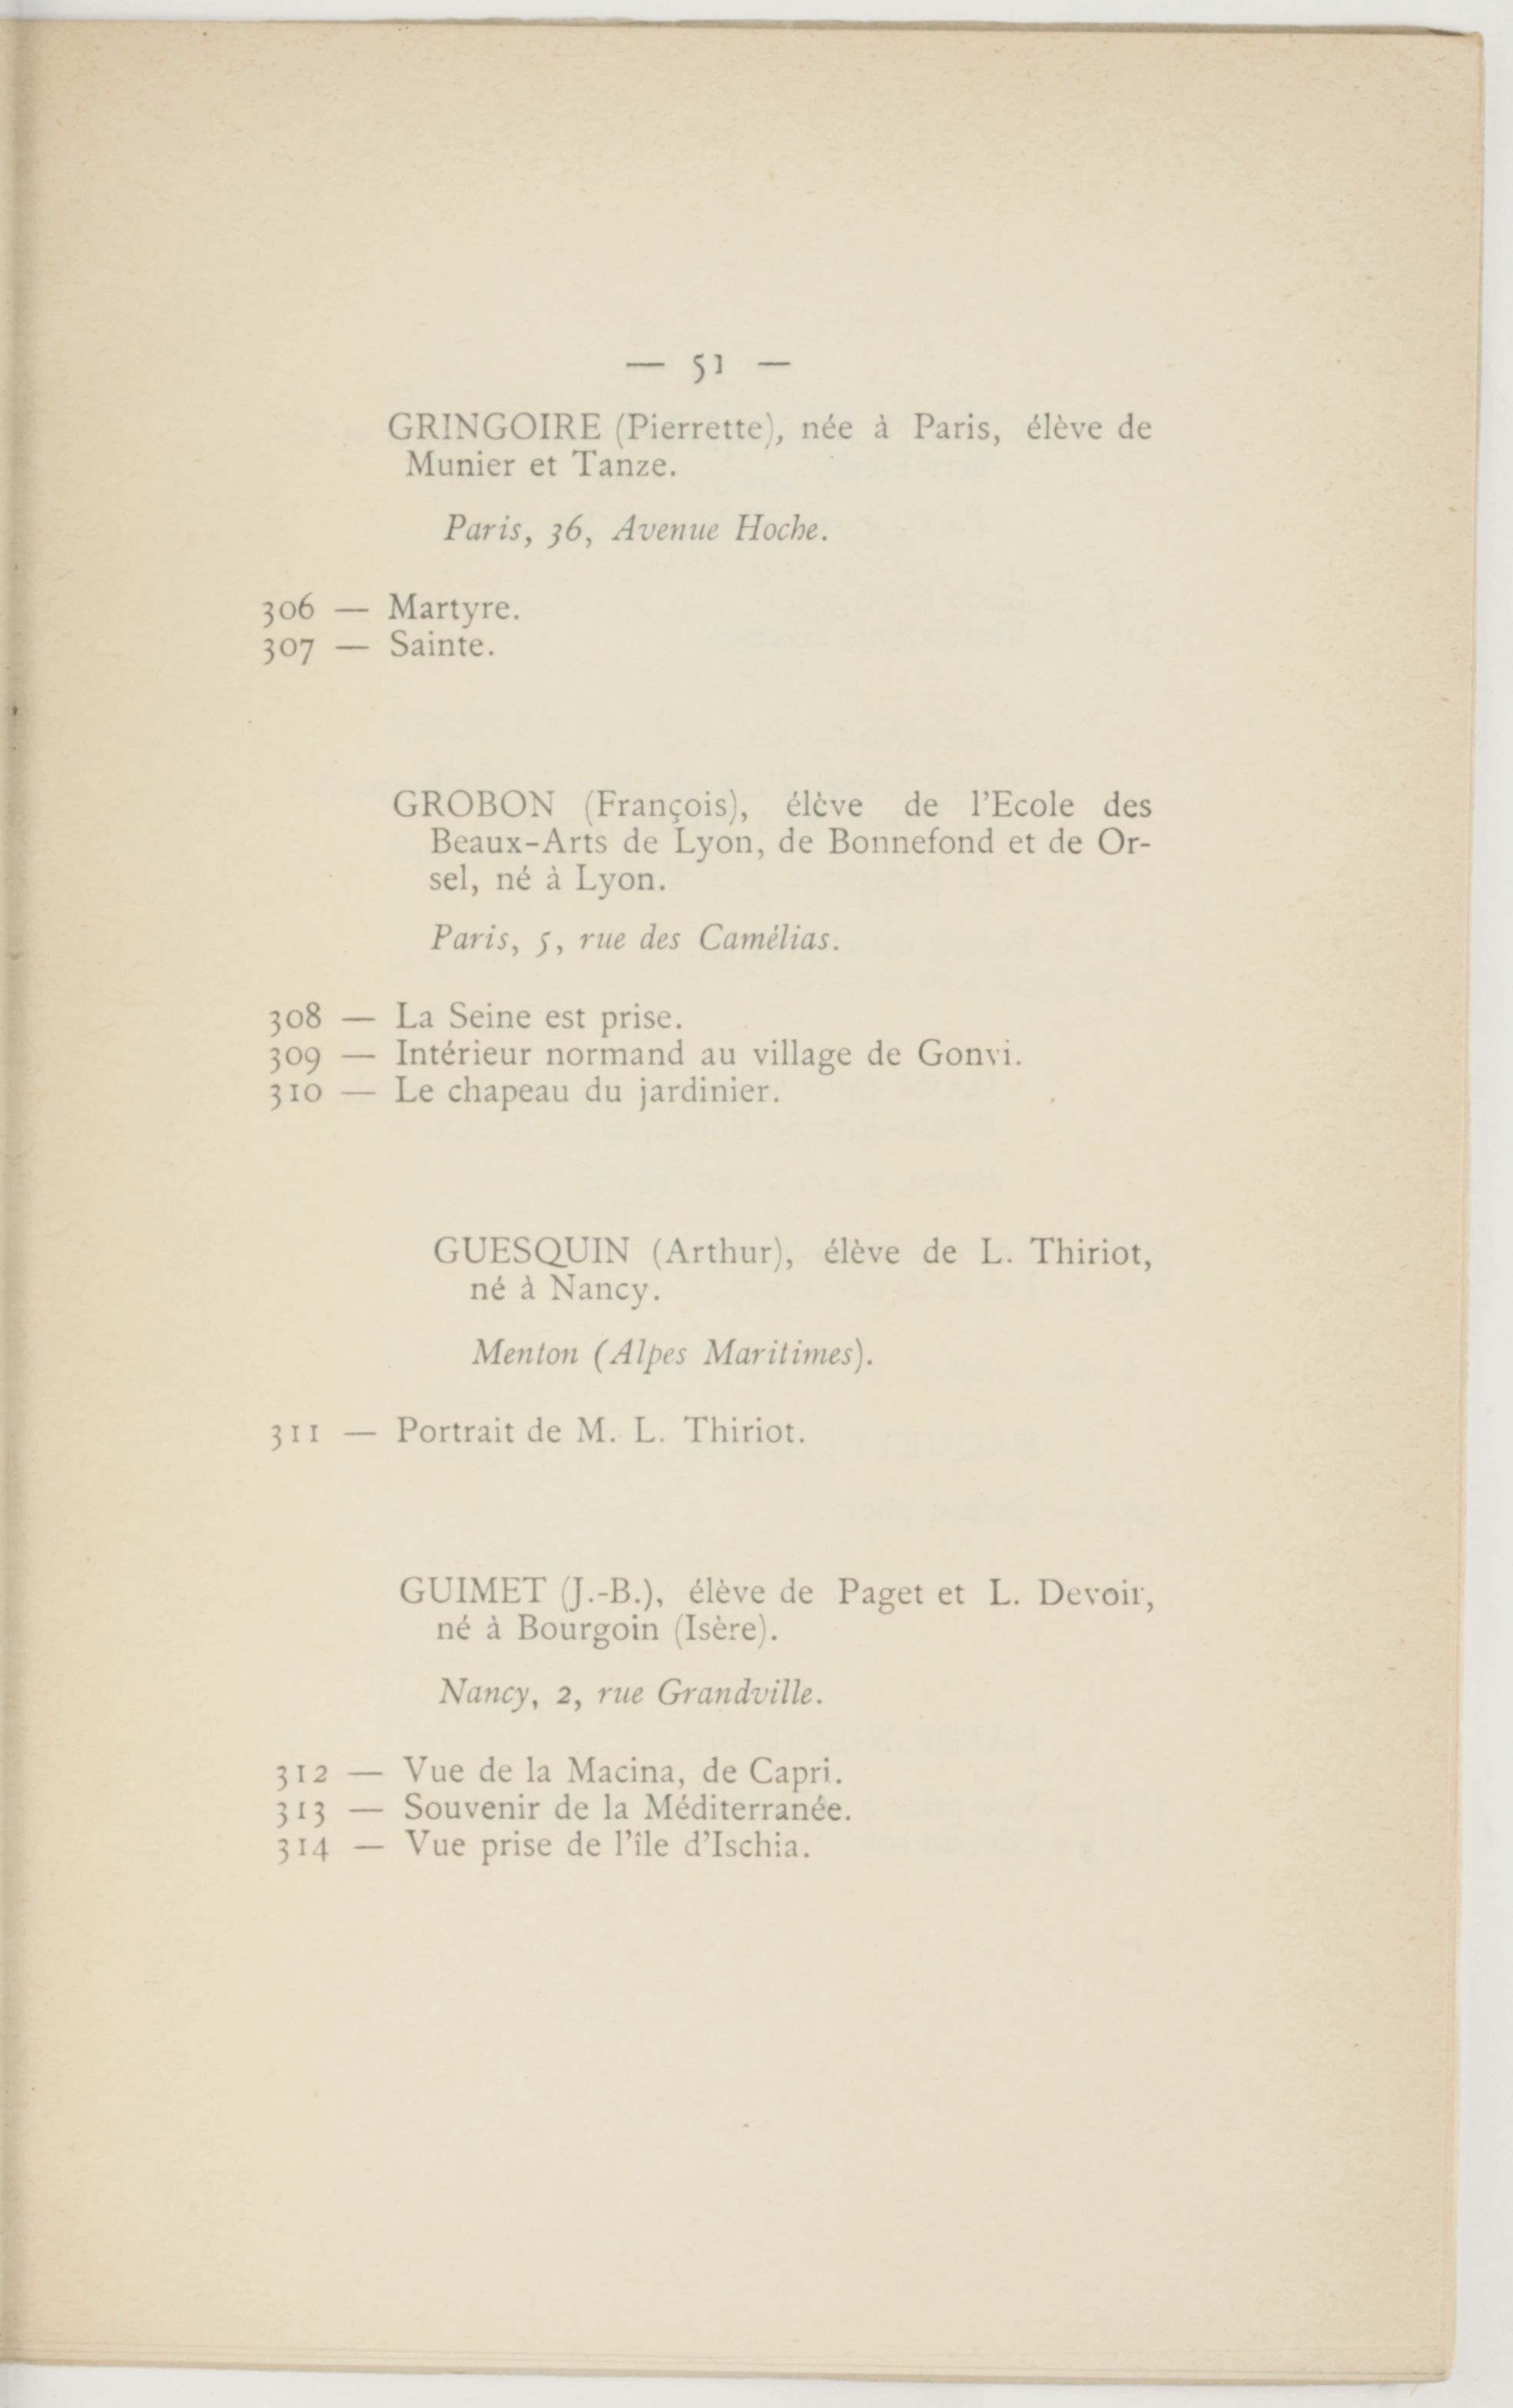 — 51 —
GRINGOIRE (Pierrette), née à Paris, élève de
Munier et Tanze.
Paris, 36, Avenue Hoche.
306 — Martyre.
307 — Sainte.
GROBON (François), élève de l'Ecole des
Beaux-Arts de Lyon, de Bonnefond et de Or-
sel, né à Lyon.
Paris, 5, rue des Camélias.
308 — La Seine est prise.
309 — Intérieur normand au village de Gonvi.
310 — Le chapeau du jardinier.
GUESQUIN (Arthur), élève de L. Thiriot,
né à Nancy.
Menton (Alpes Maritimes).
311 — Portrait de M. L. Thiriot.
GUIMET (J.-B.), élève de Paget et L. Devoir,
né à Bourgoin (Isère).
Nancy, 2, rue Grandville.
312 — Vue de la Macina, de Capri.
313 — Souvenir de la Méditerranée.
314 — Vue prise de l'île d'Ischia.